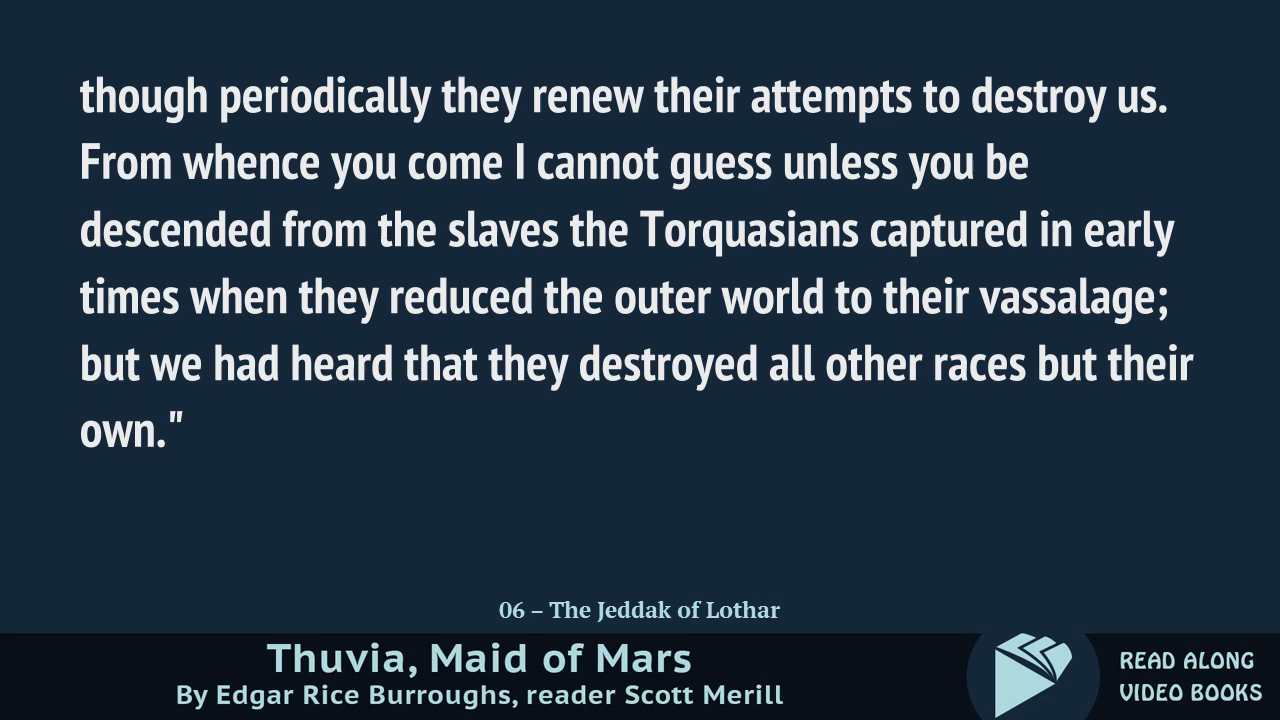 though periodically they renew their attempts to destroy us.
From whence you come I cannot guess unless you be
descended from the slaves the Torquasians captured in early
times when they reduced the outer world to their vassalage;
but we had heard that they destroyed all other races but their
own."
06 – The Jeddak of Lothar
Thuvia, Maid of Mars
By Edgar Rice Burroughs, reader Scott Merill
READ ALONG
VIDEO BOOKS